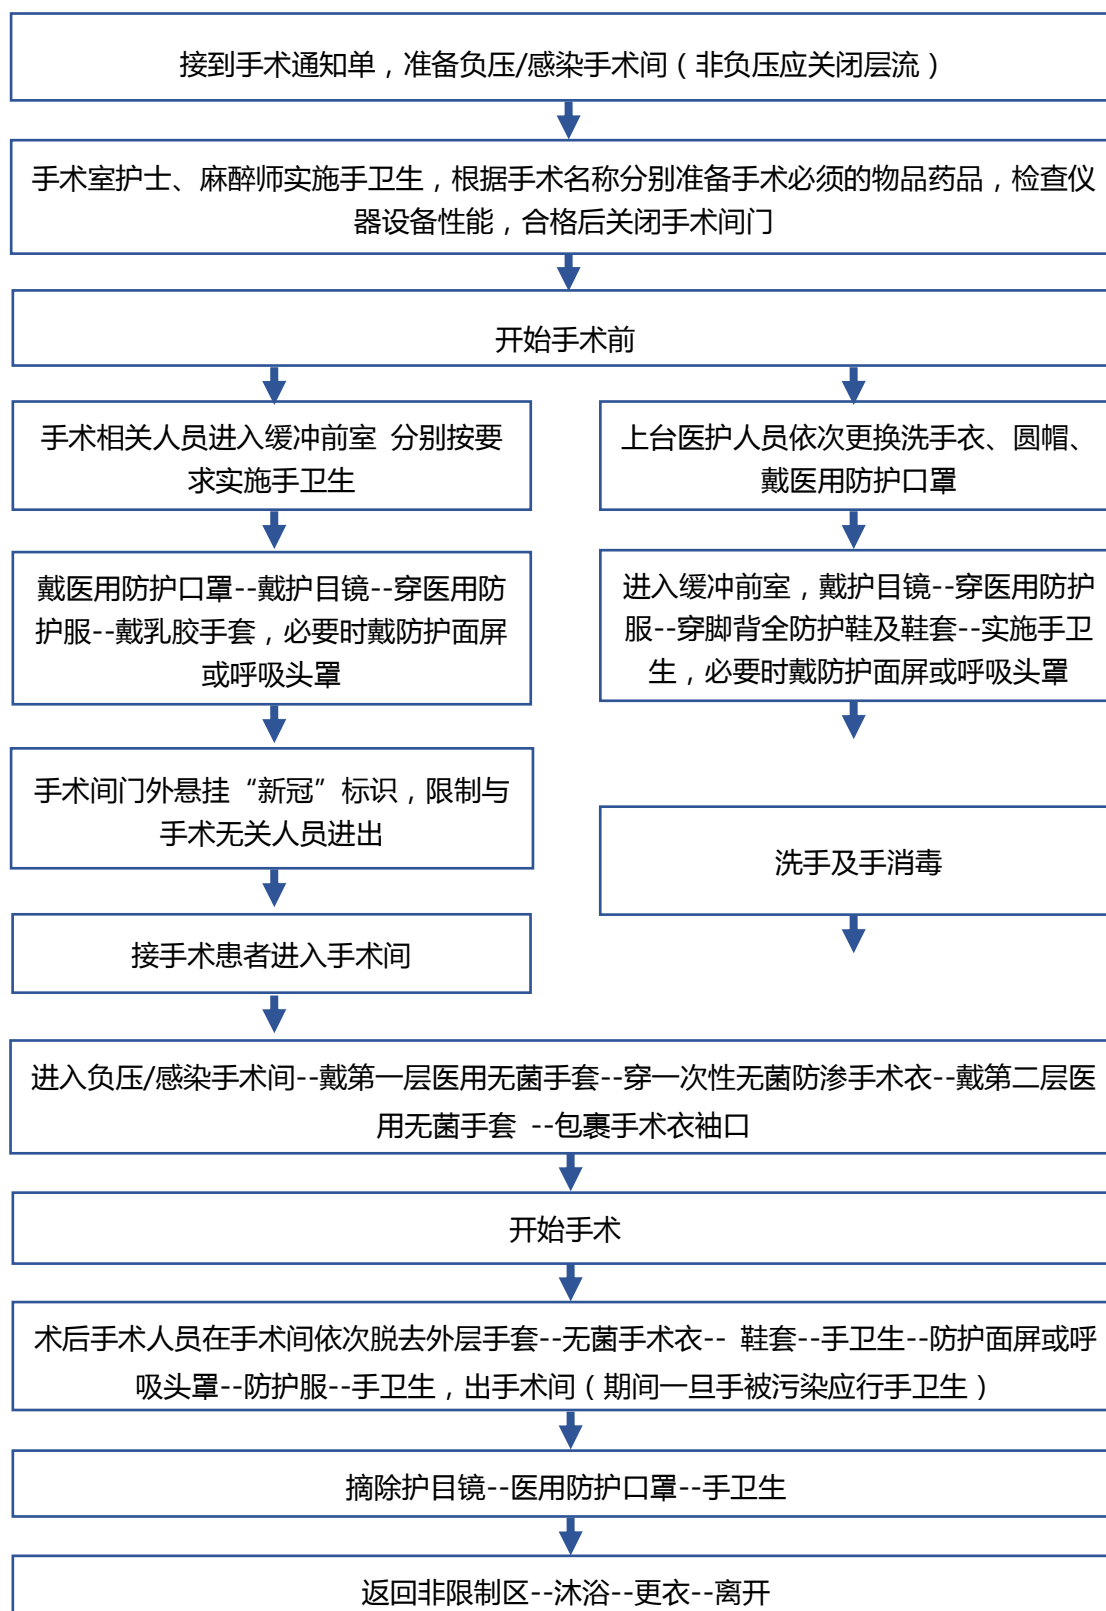 接到手术通知单，准备负压/感染手术间（非负压应关闭层流）
手术室护士、麻醉师实施手卫生，根据手术名称分别准备手术必须的物品药品，检查仪
器设备性能，合格后关闭手术间门
开始手术前
手术相关人员进入缓冲前室 分别按要
求实施手卫生
上台医护人员依次更换洗手衣、圆帽、
戴医用防护口罩
戴医用防护口罩--戴护目镜--穿医用防
护服--戴乳胶手套，必要时戴防护面屏
或呼吸头罩
进入缓冲前室，戴护目镜--穿医用防护
服--穿脚背全防护鞋及鞋套--实施手卫
生，必要时戴防护面屏或呼吸头罩
手术间门外悬挂“新冠”标识，限制与
手术无关人员进出
洗手及手消毒
接手术患者进入手术间
进入负压/感染手术间--戴第一层医用无菌手套--穿一次性无菌防渗手术衣--戴第二层医
用无菌手套 --包裹手术衣袖口
开始手术
术后手术人员在手术间依次脱去外层手套--无菌手术衣-- 鞋套--手卫生--防护面屏或呼
吸头罩--防护服--手卫生，出手术间（期间一旦手被污染应行手卫生）
摘除护目镜--医用防护口罩--手卫生
返回非限制区--沐浴--更衣--离开